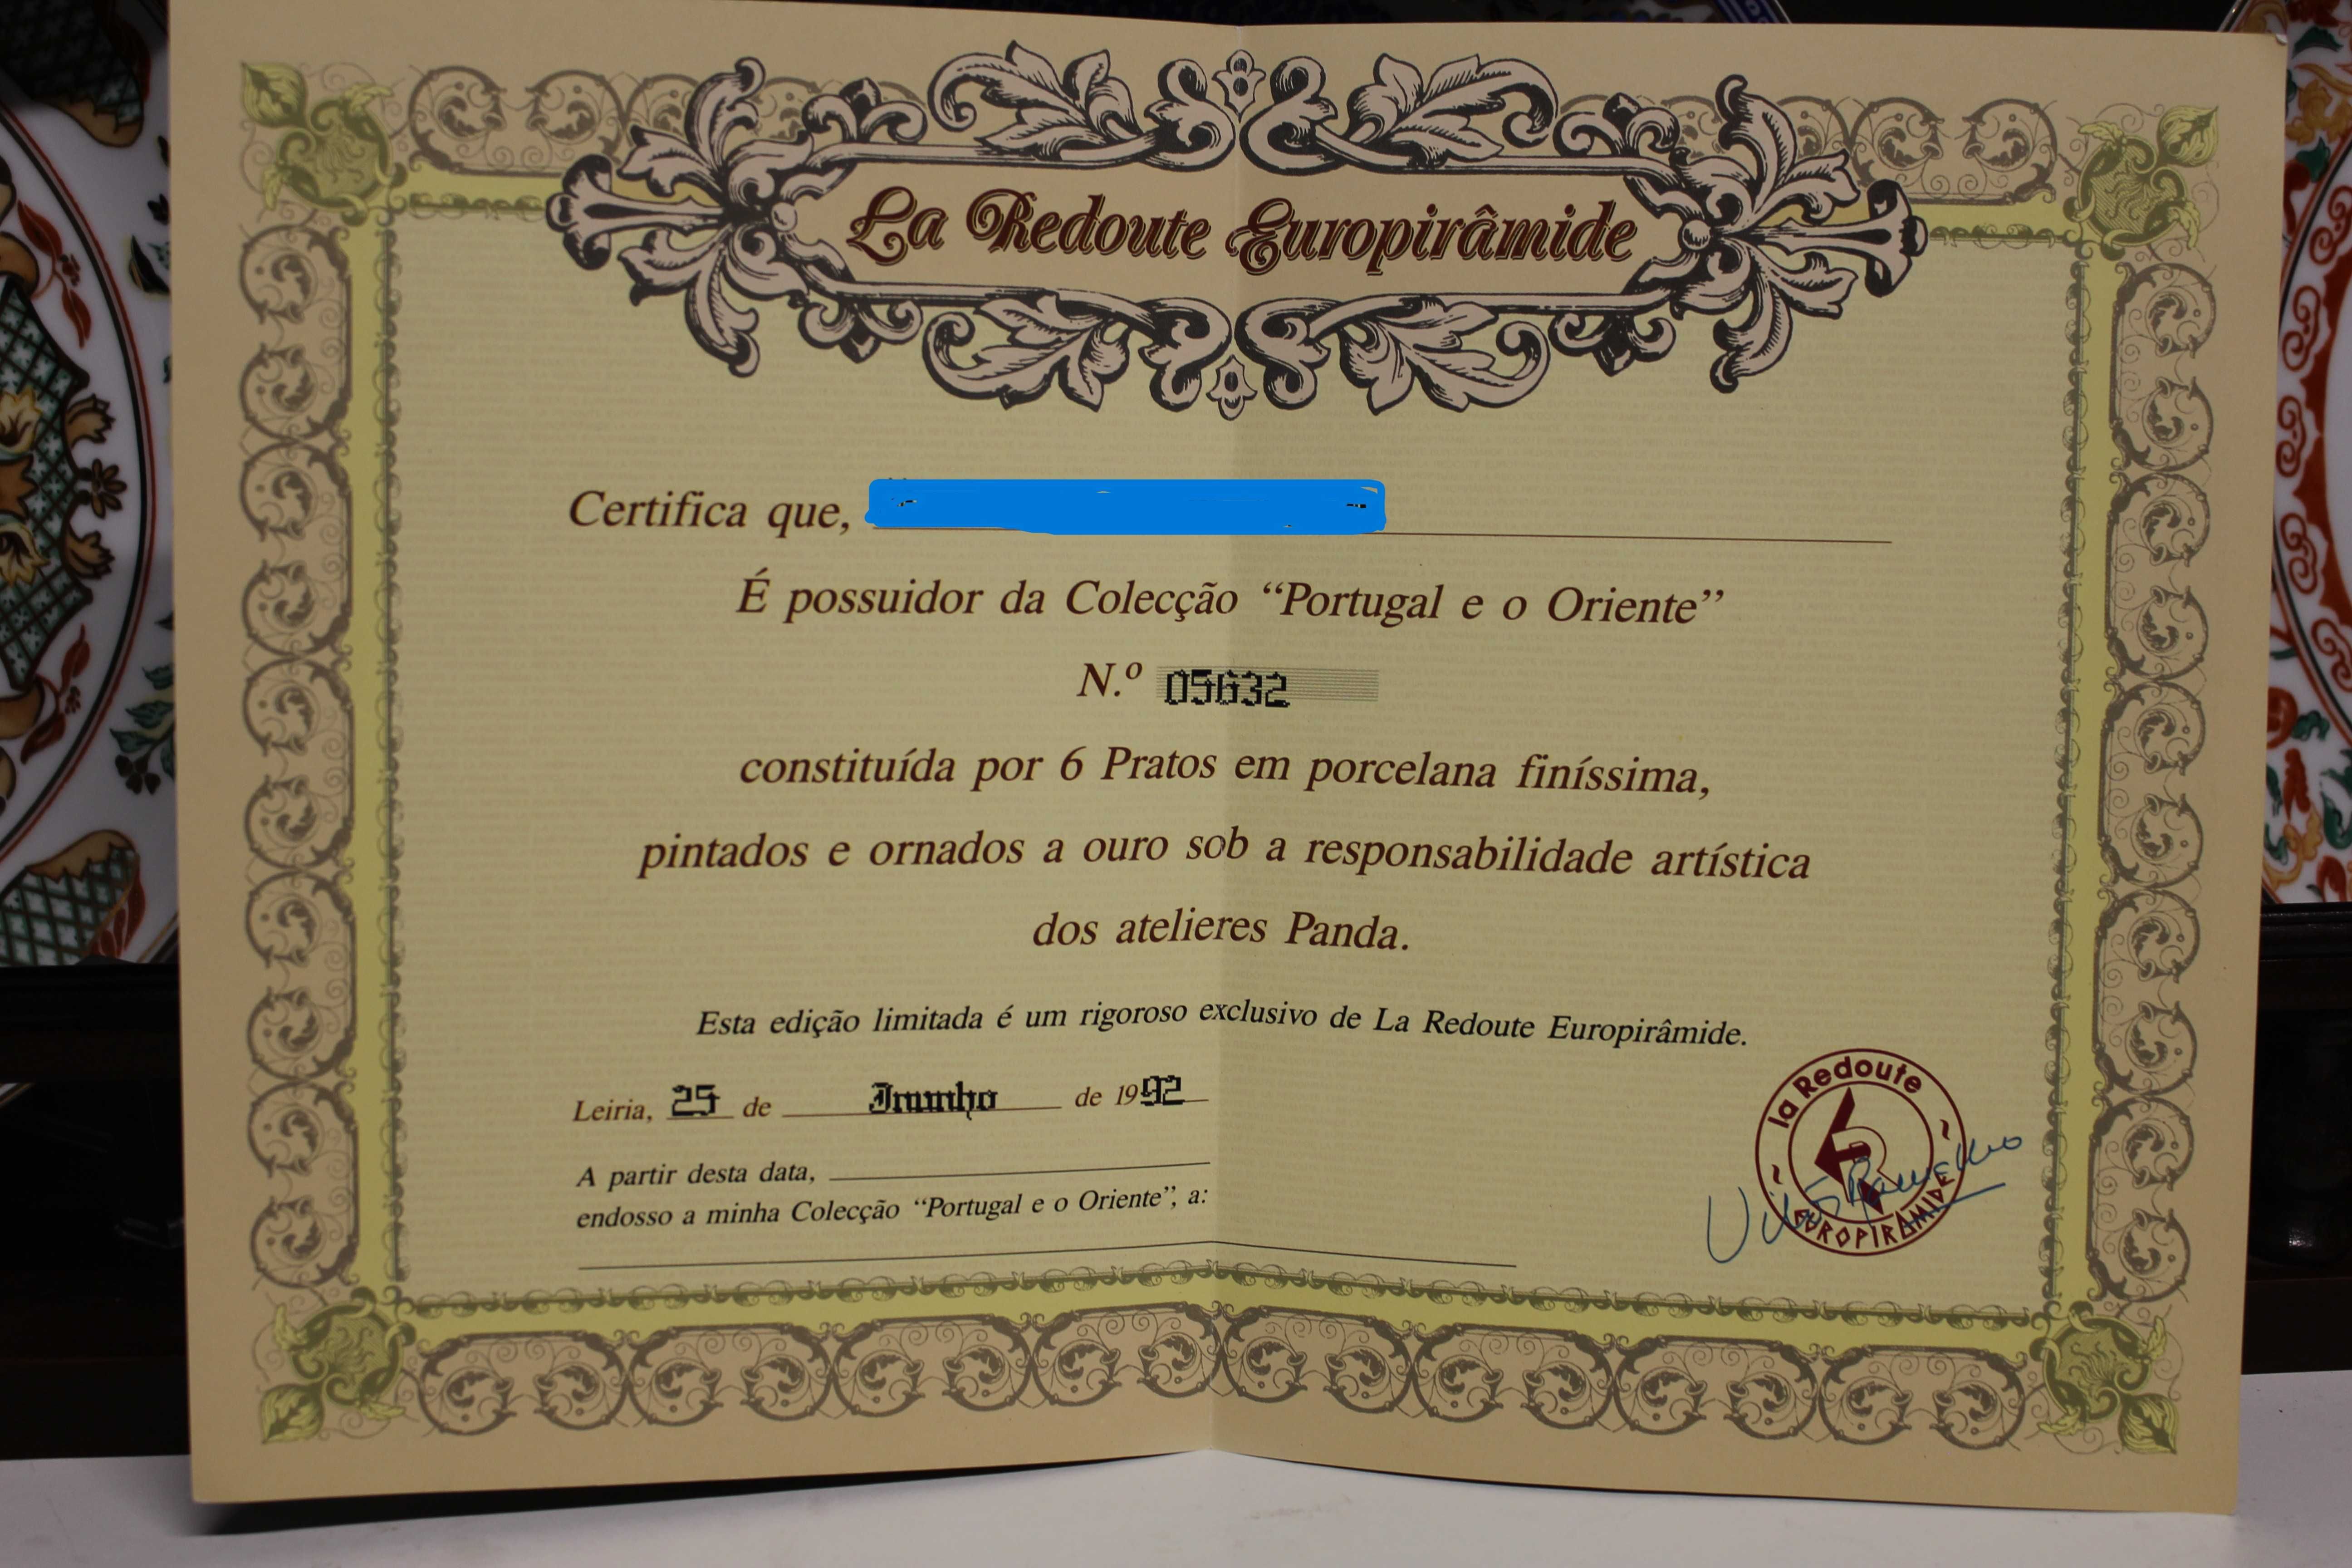 La Redoute Europirâmide
Certifica que,
É possuidor da Colecção “Portugal e o Oriente”
N.º 05632
constituída por 6 Pratos em porcelana finíssima,
pintados e ornados a ouro sob a responsabilidade artística
dos atelieres Panda.
Esta edição limitada é um rigoroso exclusivo de La Redoute Europirâmide.
Leiria, 25 de de 1992
A partir desta data,
endosso a minha Colecção “Portugal e o Oriente”, a:
la Redoute
EUROPIRÂMIDE